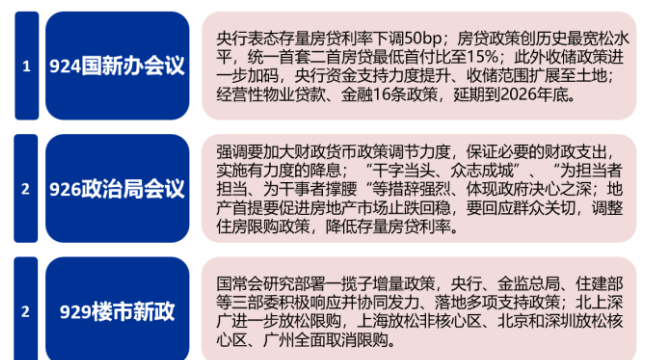 1
924国新办会议
央行表态存量房贷利率下调50bp；房贷政策创历史最宽松水
平，统一首套二首房贷最低首付比至15%；此外收储政策进
一步加码，央行资金支持力度提升、收储范围扩展至土地；
经营性物业贷款、金融16条政策，延期到2026年底。
2
926政治局会议
强调要加大财政货币政策调节力度，保证必要的财政支出，
实施有力度的降息；“干字当头、众志成城”、“为担当者
担当、为干事者撑腰“等措辞强烈、体现政府决心之深；地
产首提要促进房地产市场止跌回稳，要回应群众关切，调整
住房限购政策，降低存量房贷利率。
2
929楼市新政
国常会研究部署一揽子增量政策，央行、金监总局、住建部
等三部委积极响应并协同发力、落地多项支持政策；北上深
广进一步放松限购，上海放松非核心区、北京和深圳放松核
心区、广州全面取消限购。